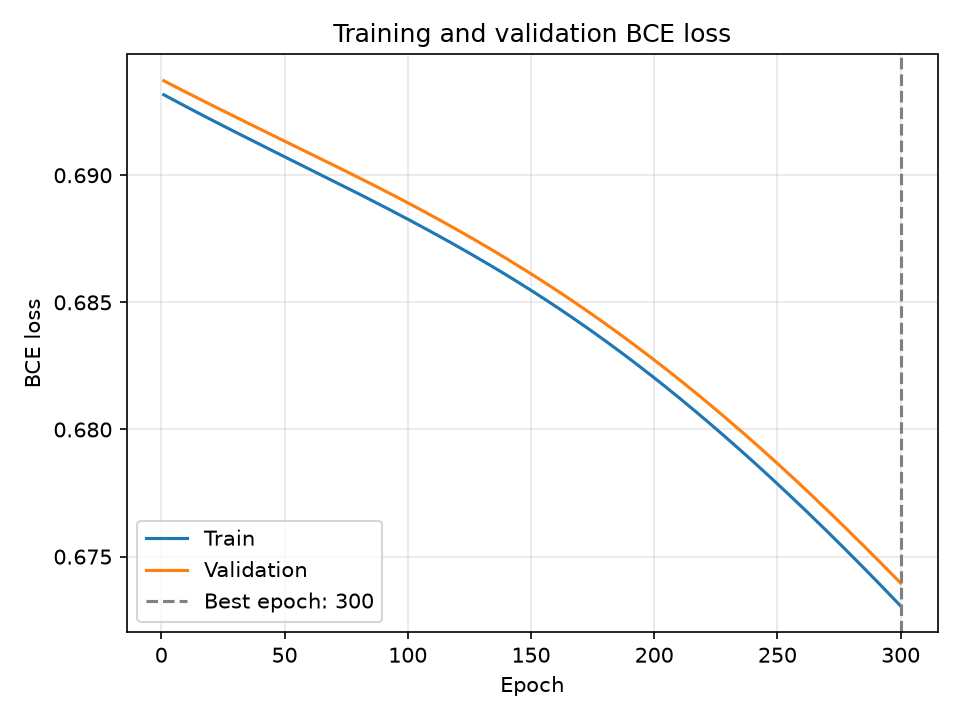 Training and validation BCE loss
BCE loss
0.690
0.685
0.680
0.675
Train
Validation
Best epoch: 300
0 50 100 150 200 250 300
Epoch